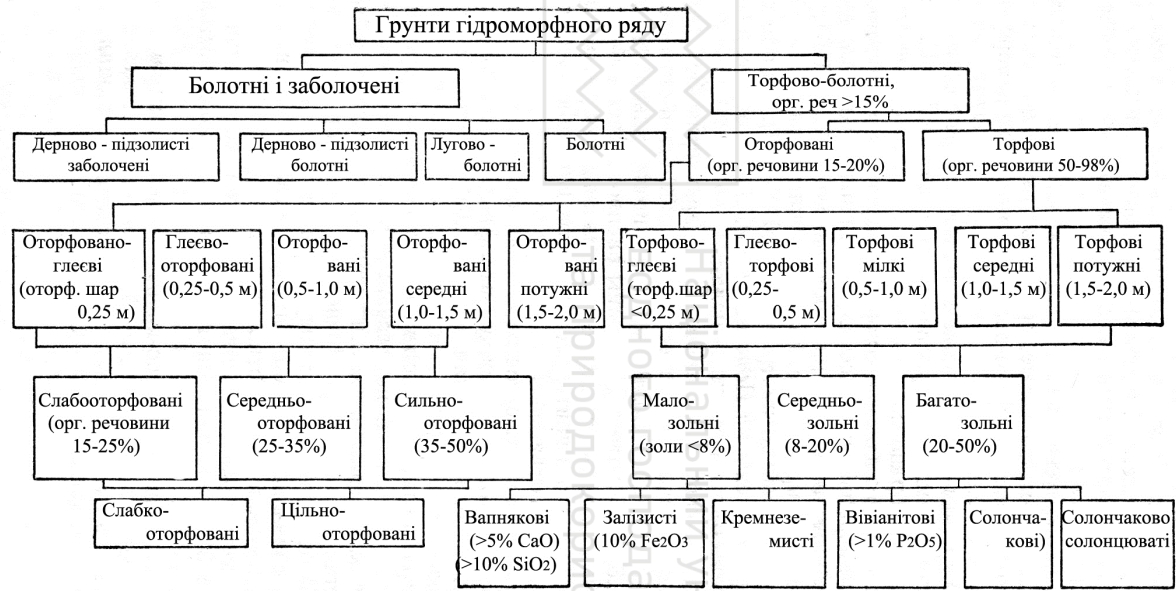 Грунти гідроморфного ряду
Болотні і заболочені
Торфово-болотні,
орг. реч >15%
Дерново - підзолисті
заболочені
Дерново - підзолисті
болотні
Лугово -
болотні
Болотні
Оторфовані
(орг. речовини 15-20%)
Торфові
(орг. речовини 50-98%)
Оторфовано-
глеєві
(оторф. шар
0,25 м)
Глеєво-
оторфовані
(0,25-0,5 м)
Оторфо-
вані
(0,5-1,0 м)
Оторфо-
вані
середні
(1,0-1,5 м)
Оторфо-
вані
потужні
(1,5-2,0 м)
Торфово-
глеєві
(торф.шар
<0,25 м)
Глеєво-
торфові
(0,25-
0,5 м)
Торфові
мілкі
(0,5-1,0 м)
Торфові
середні
(1,0-1,5 м)
Торфові
потужні
(1,5-2,0 м)
Слабооторфовані
(орг. речовини
15-25%)
Середньо-
оторфовані
(25-35%)
Сильно-
оторфовані
(35-50%)
Мало-
зольні
(золи <8%)
Середньо-
зольні
(8-20%)
Багато-
зольні
(20-50%)
Слабко-
оторфовані
Цільно-
оторфовані
Вапнякові
(>5% CaO)
(>10% SiO2)
Залізисті
(10% Fe2O3
Кремнезе-
мисті
Вівіанітові
(>1% P2O5)
Солонча-
кові)
Солончаково
солонцюваті